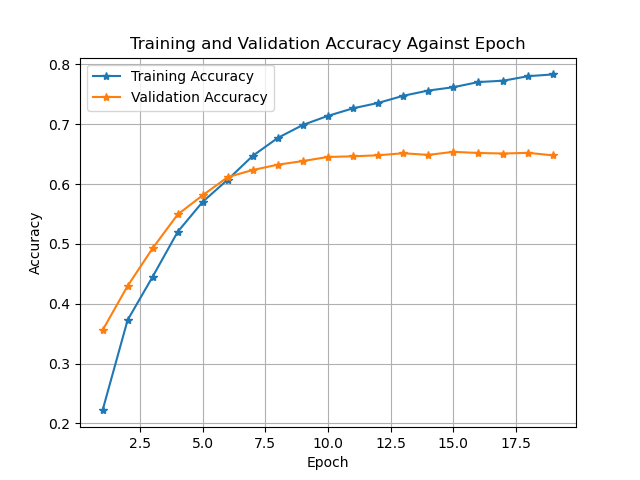 Training and Validation Accuracy Against Epoch
Training Accuracy
Validation Accuracy
0.8
0.7
0.6
0.5
0.4
0.3
0.2
Accuracy
2.5 5.0 7.5 10.0 12.5 15.0 17.5
Epoch